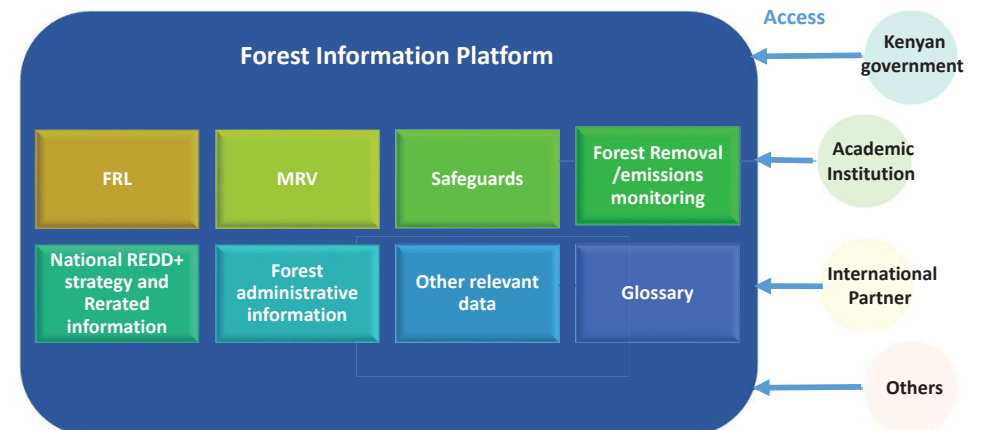 Access
Forest Information Platform
Kenyan
government
FRL
MRV
Safeguards
Forest Removal
/emissions
monitoring
Academic
Institution
National REDD+
strategy and
Rerated
information
Forest
administrative
information
Other relevant
data
Glossary
International
Partner
Others